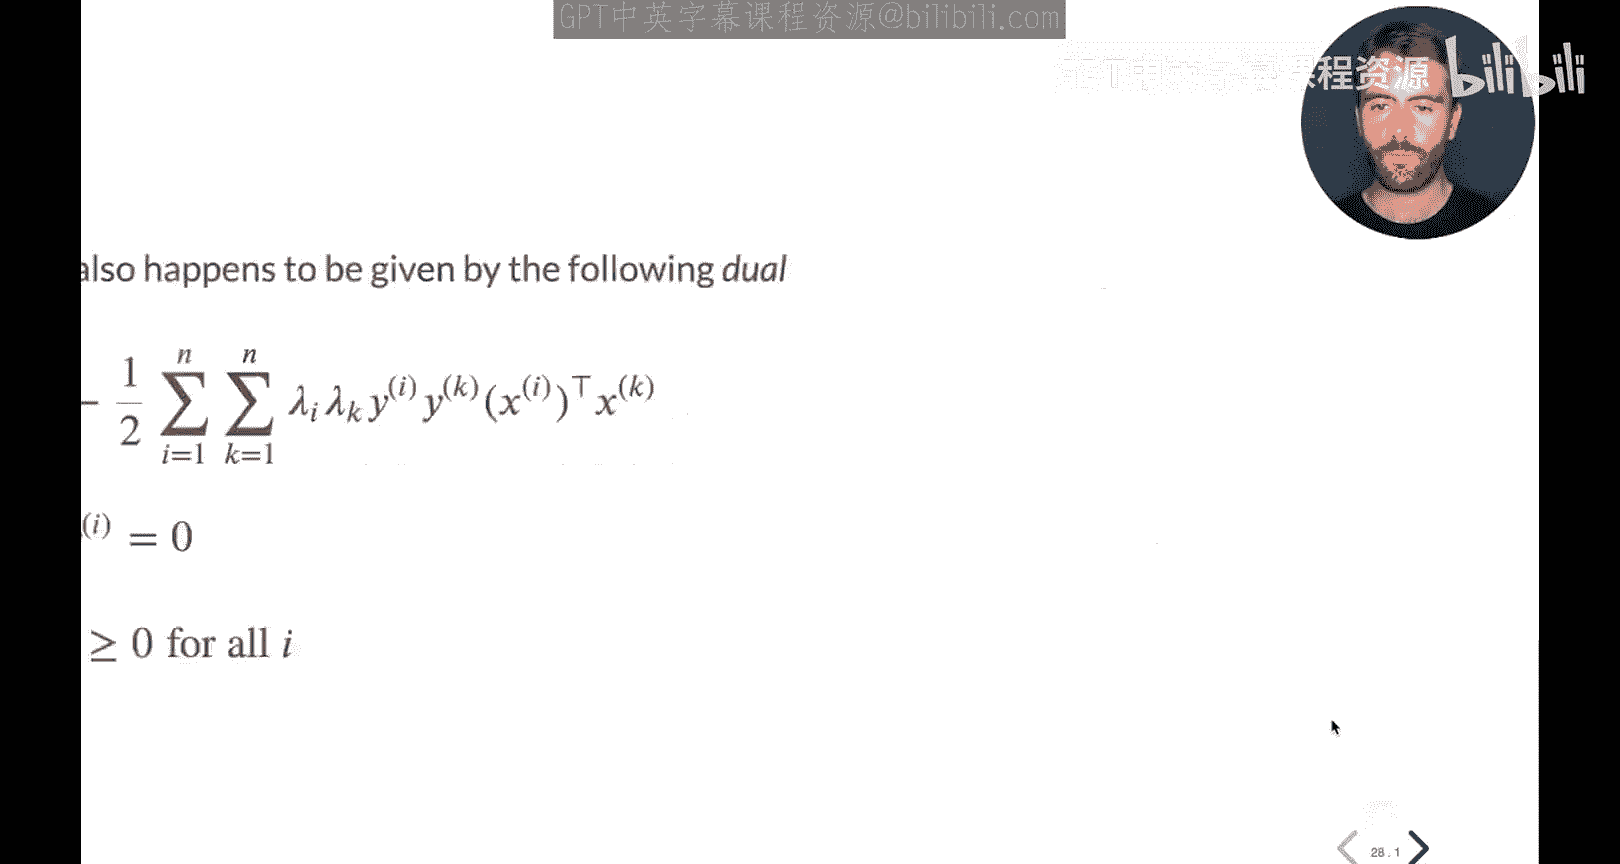 GPT中英字幕课程资源@bilibili.com
程资源 bilibili
also happens to be given by the following dual
− 1/2 ∑_{i=1}^{n} ∑_{k=1}^{n} λ_i λ_k y^{(i)} y^{(k)} (x^{(i)})^⊤ x^{(k)}
(i) = 0
≥ 0 for all i
28.1